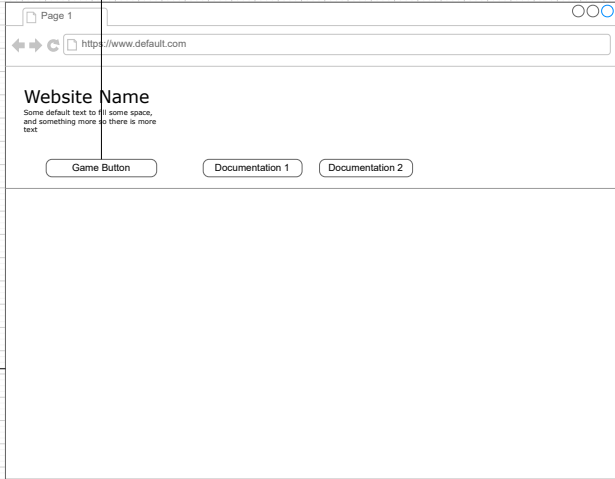 Page 1
https://www.default.com
Website Name
Some default text to fill some space,
and something more so there is more
text
Game Button
Documentation 1
Documentation 2